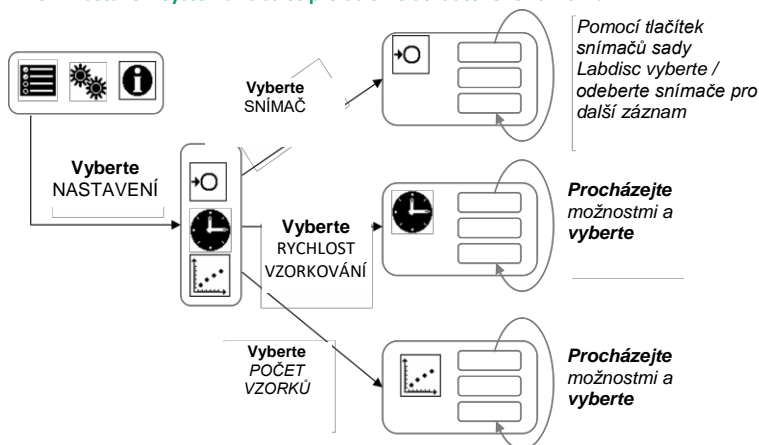 Vyberte
SNÍMAČ
Pomocí tlačítek
snímačů sady
Labdisc vyberte /
odeberte snímače pro
další záznam
Vyberte
NASTAVENÍ
Vyberte
RYCHLOST
VZORKOVÁNÍ
Procházejte
možnostmi a
vyberte
Vyberte
POČET
VZORKŮ
Procházejte
možnostmi a
vyberte